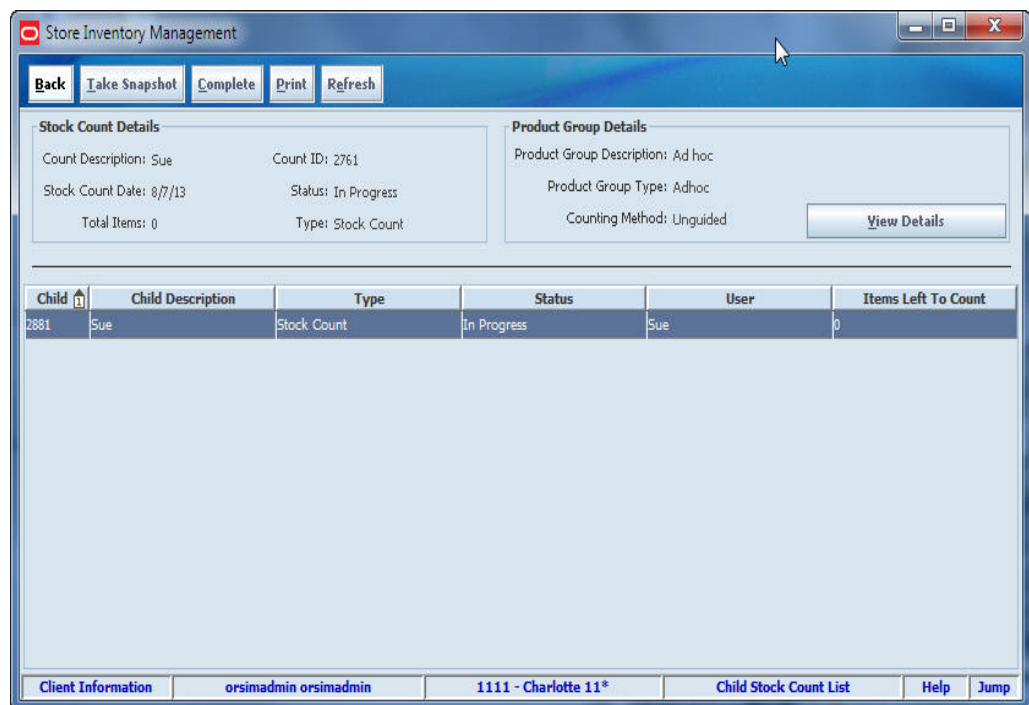 Store Inventory Management
Back Take Snapshot Complete Print Refresh
Stock Count Details Product Group Details
Count Description: Sue Count ID: 2761 Product Group Description: Ad hoc
Stock Count Date: 8/7/13 Status: In Progress Product Group Type: Adhoc
Total Items: 0 Type: Stock Count Counting Method: Unguided View Details
Child 1 Child Description Type Status User Items Left To Count
2881 Sue Stock Count In Progress Sue 0
Client Information orsimadmin orsimadmin 1111 - Charlotte 11* Child Stock Count List Help Jump